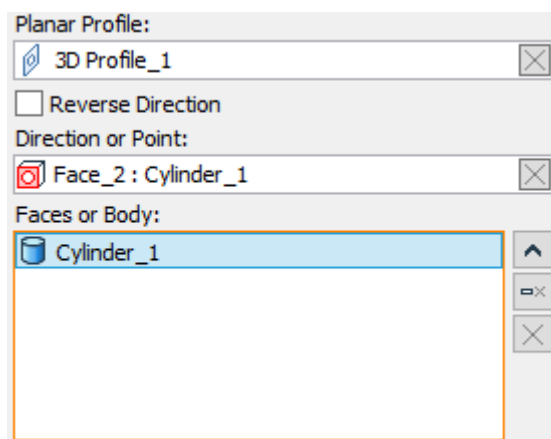 Planar Profile:
3D Profile_1
Reverse Direction
Direction or Point:
Face_2 : Cylinder_1
Faces or Body:
Cylinder_1